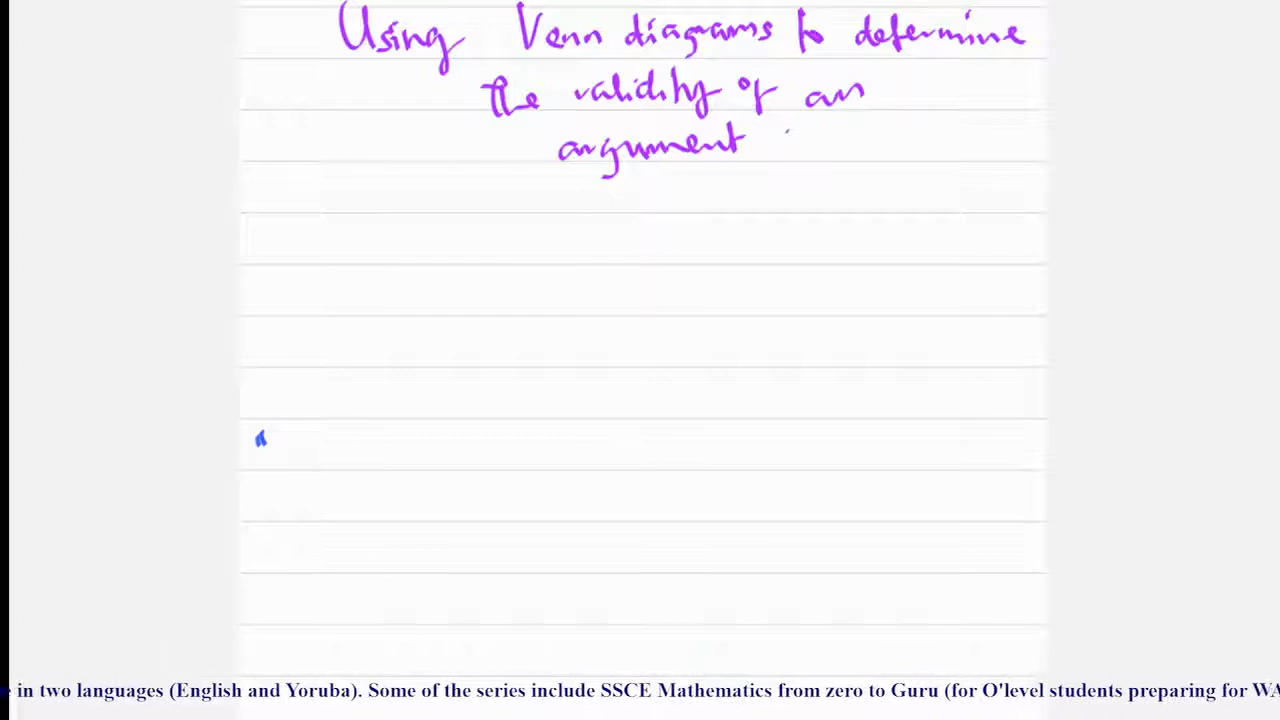 Using Venn diagrams to determine
the validity of an
argument
e in two languages (English and Yoruba). Some of the series include SSCE Mathematics from zero to Guru (for O'level students preparing for WA